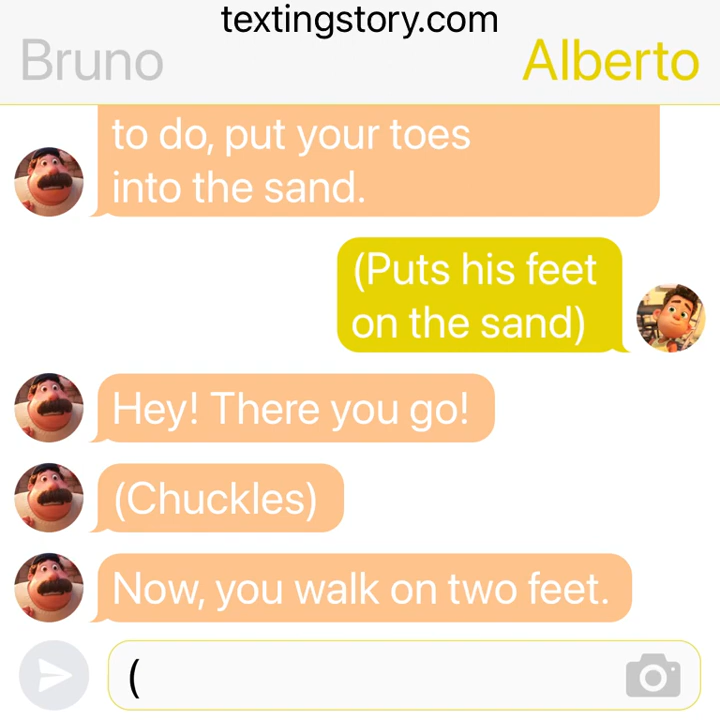 textingstory.com
Bruno
Alberto
to do, put your toes
into the sand.
(Puts his feet
on the sand)
Hey! There you go!
(Chuckles)
Now, you walk on two feet.
(